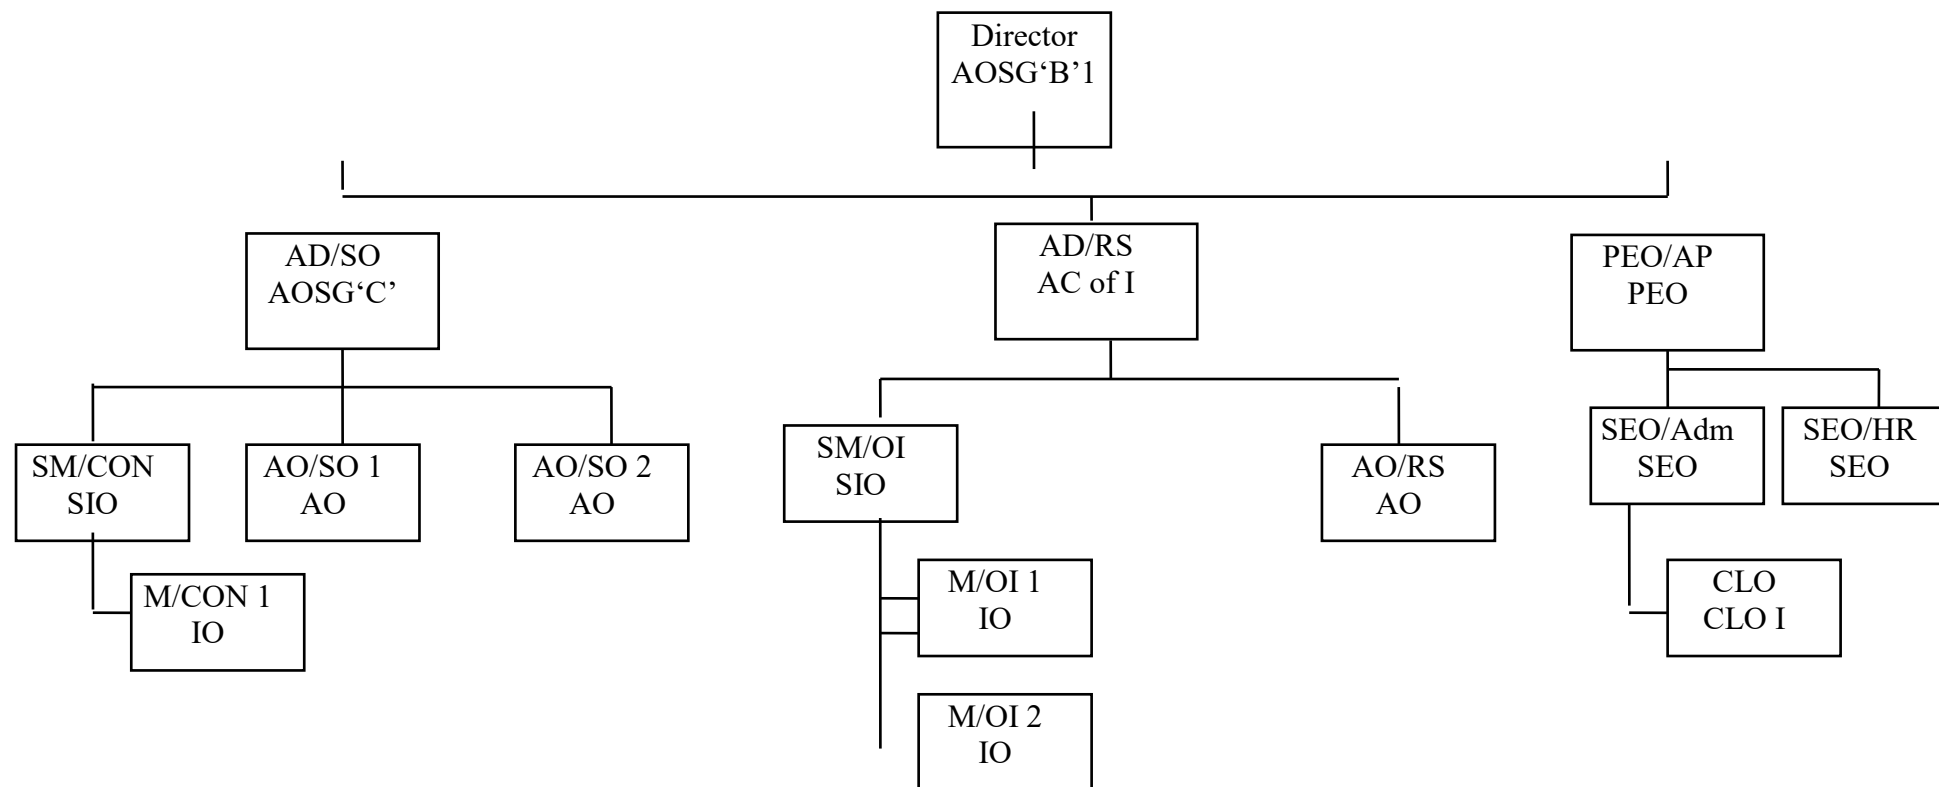 Director
AOSG‘B’1
AD/SO
AOSG‘C’
AD/RS
AC of I
PEO/AP
PEO
SM/CON
SIO
AO/SO 1
AO
AO/SO 2
AO
SM/OI
SIO
AO/RS
AO
SEO/Adm
SEO
SEO/HR
SEO
M/CON 1
IO
M/OI 1
IO
CLO
CLO I
M/OI 2
IO